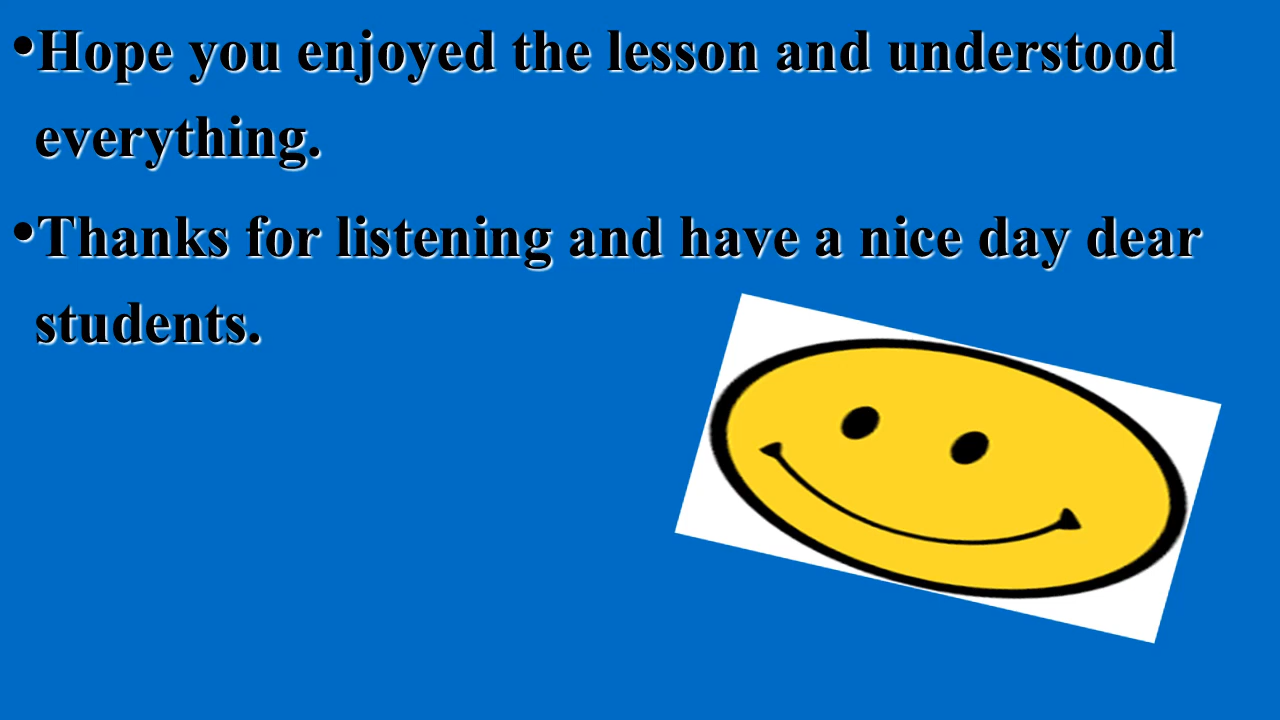 •Hope you enjoyed the lesson and understood
everything.
•Thanks for listening and have a nice day dear
students.